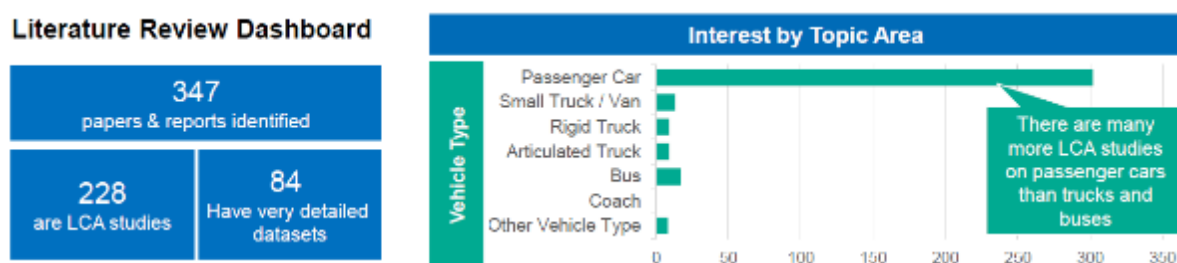 Literature Review Dashboard
347
papers & reports identified
228
are LCA studies
84
Have very detailed
datasets
Interest by Topic Area
Vehicle Type
Passenger Car
Small Truck / Van
Rigid Truck
Articulated Truck
Bus
Coach
Other Vehicle Type
There are many
more LCA studies
on passenger cars
than trucks and
buses
0 50 100 150 200 250 300 350